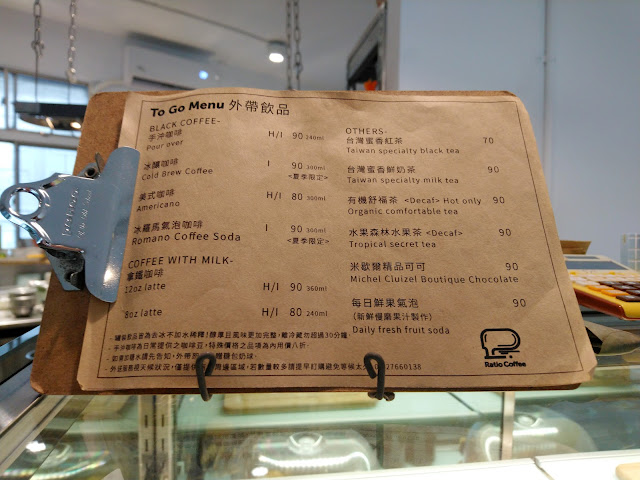 To Go Menu 外帶飲品
BLACK COFFEE-
手沖咖啡 H/I 90 240ml
Pour over
冰釀咖啡 I 90 300ml
Cold Brew Coffee <夏季限定>
美式咖啡 H/I 80 300ml
Americano
冰羅馬氣泡咖啡 I 90 300ml
Romano Coffee Soda <夏季限定>
COFFEE WITH MILK-
拿鐵咖啡
12oz latte H/I 90 360ml
8oz latte H/I 80 240ml
OTHERS-
台灣蜜香紅茶 70
Taiwan specialty black tea
台灣蜜香鮮奶茶 90
Taiwan specialty milk tea
有機舒福茶 <Decaf> Hot only 90
Organic comfortable tea
水果森林水果茶 <Decaf> 90
Tropical secret tea
米歇爾精品可可 90
Michel Cluizel Boutique Chocolate
每日鮮果氣泡 90
(新鮮慢磨果汁製作)
Daily fresh fruit soda
Ratio Coffee